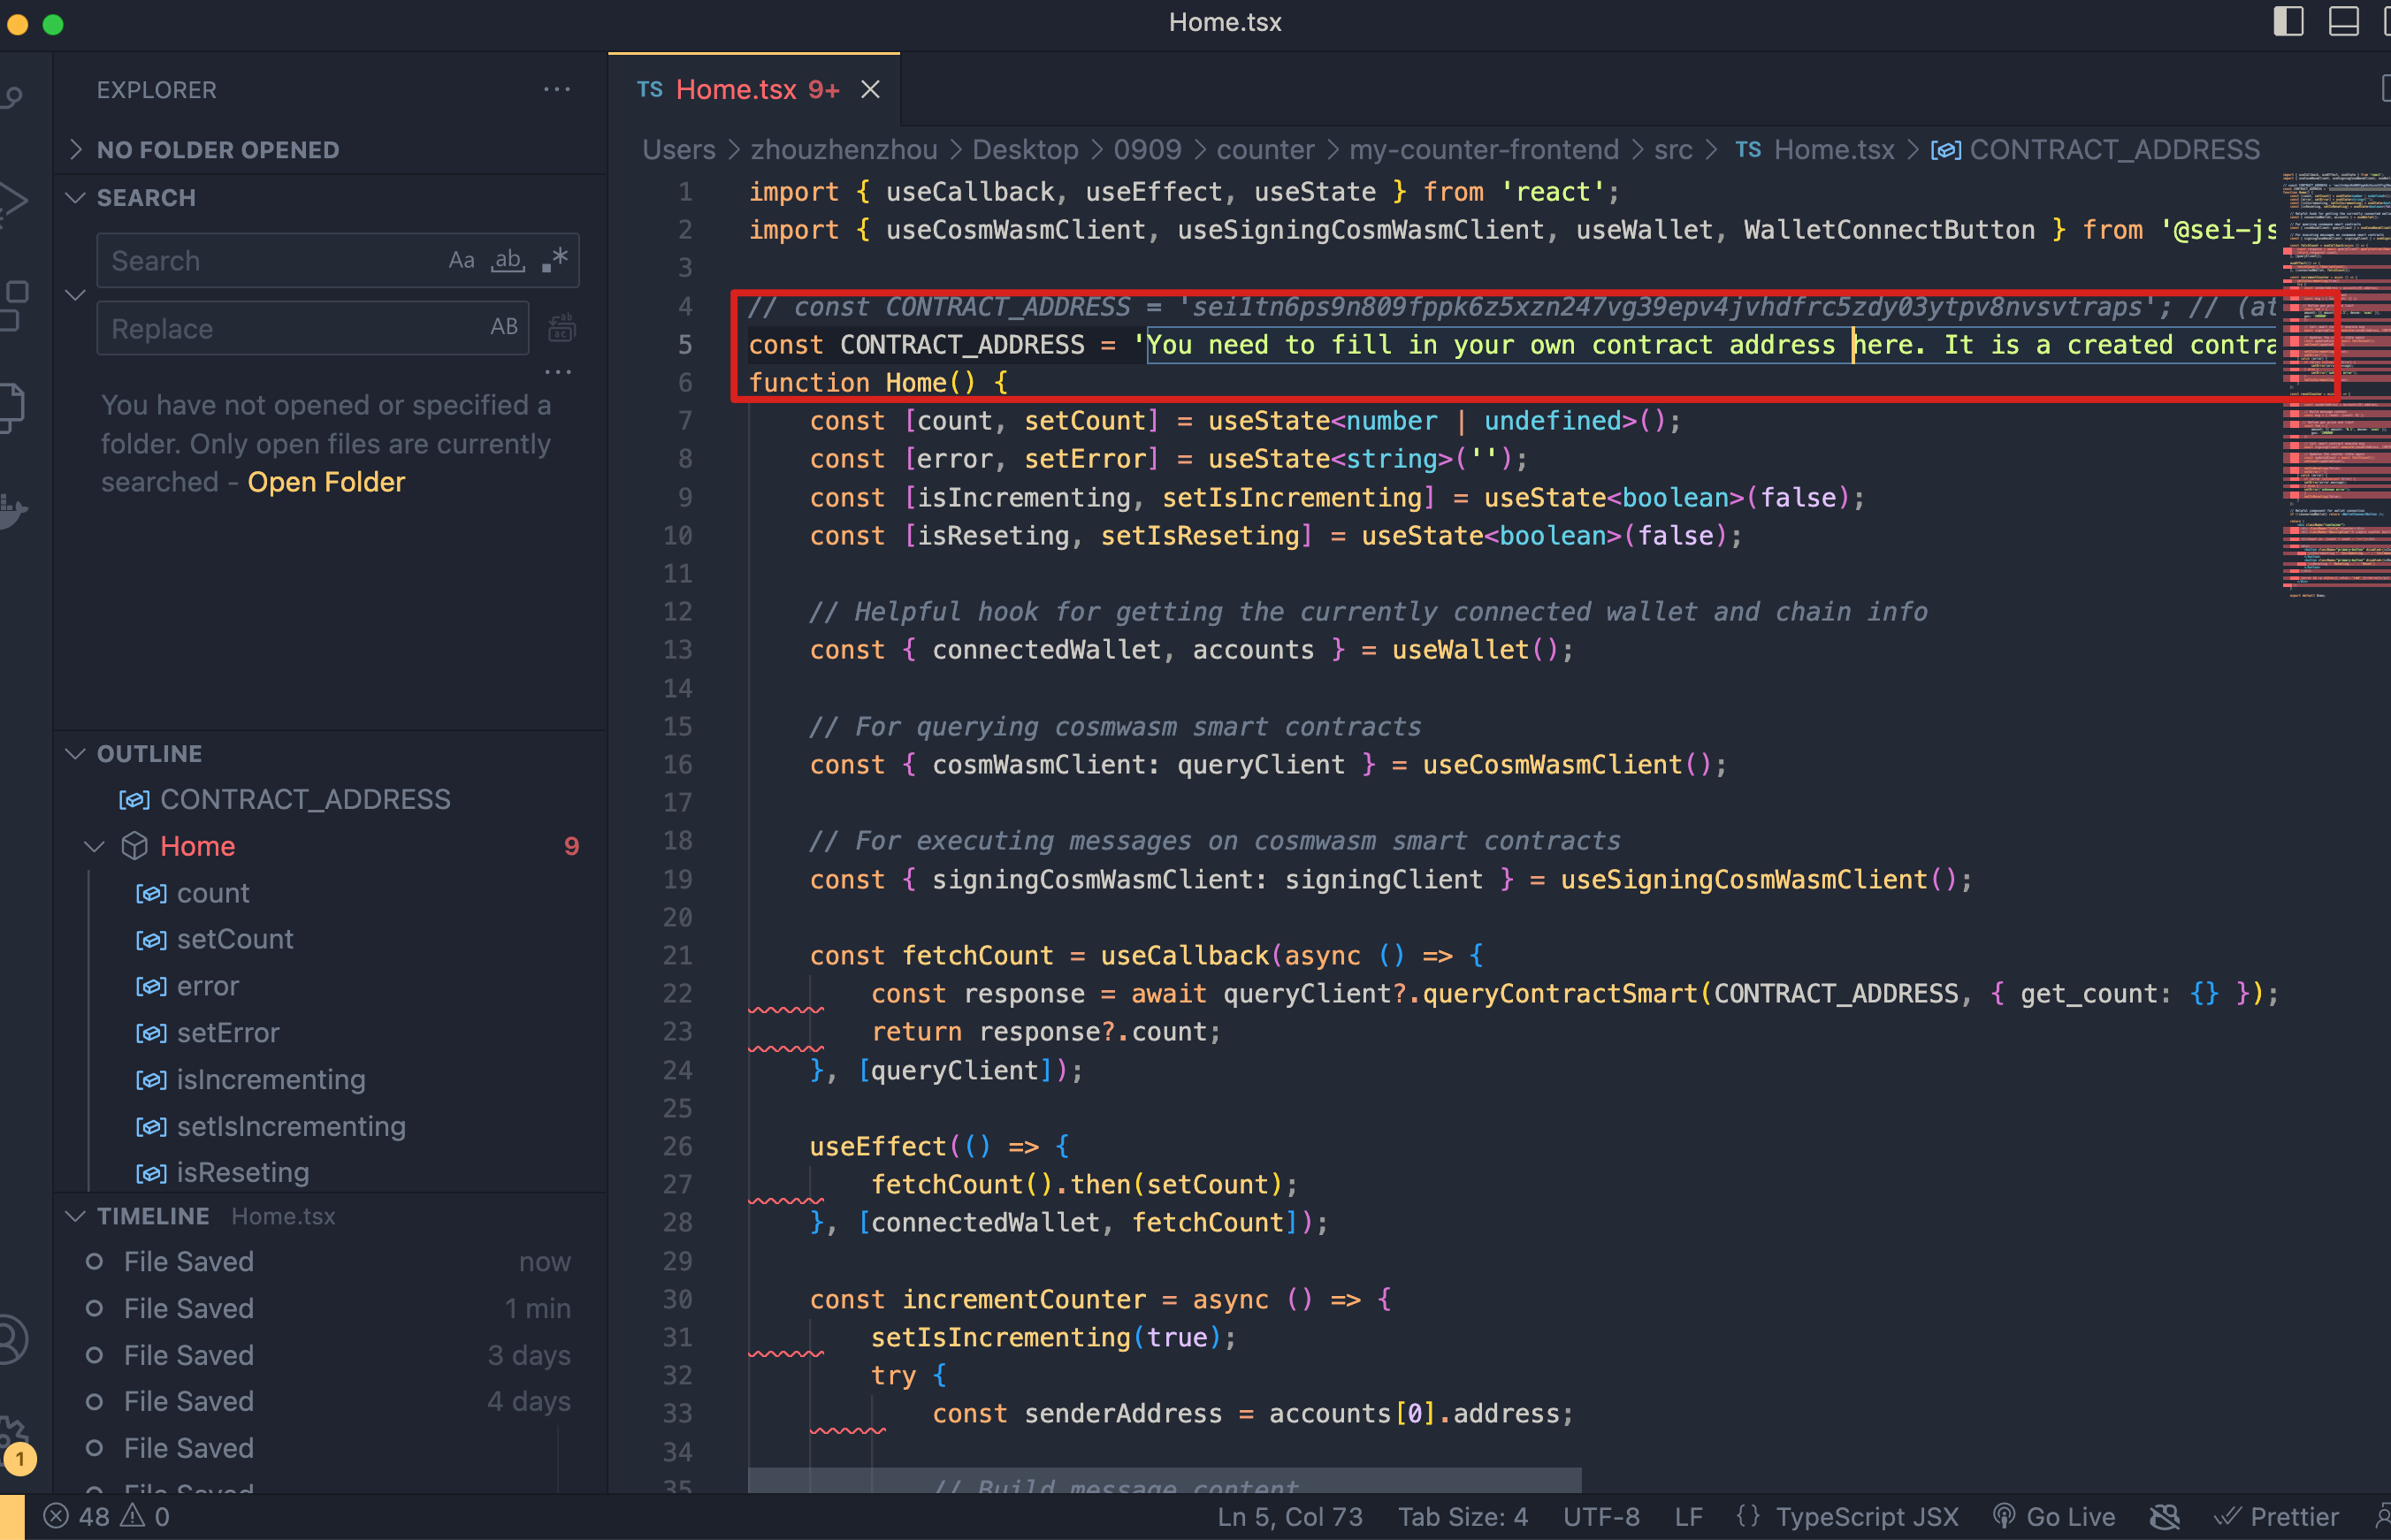 Home.tsx
EXPLORER
NO FOLDER OPENED
SEARCH
Search
Aa ab .*
Replace
AB
You have not opened or specified a
folder. Only open files are currently
searched - Open Folder
OUTLINE
CONTRACT_ADDRESS
Home 9
count
setCount
error
setError
isIncrementing
setIsIncrementing
isReseting
TIMELINE Home.tsx
File Saved now
File Saved 1 min
File Saved 3 days
File Saved 4 days
File Saved
File Saved
1
TS Home.tsx 9+
Users > zhouzhenzhou > Desktop > 0909 > counter > my-counter-frontend > src > TS Home.tsx > CONTRACT_ADDRESS
1 import { useCallback, useEffect, useState } from 'react';
2 import { useCosmWasmClient, useSigningCosmWasmClient, useWallet, WalletConnectButton } from '@sei-js
3
4 // const CONTRACT_ADDRESS = 'sei1tn6ps9n809fppk6z5xzn247vg39epv4jvhdfrc5zdy03ytpv8nvsvtraps'; // (at
5 const CONTRACT_ADDRESS = 'You need to fill in your own contract address here. It is a created contra
6 function Home() {
7 const [count, setCount] = useState<number | undefined>();
8 const [error, setError] = useState<string>('');
9 const [isIncrementing, setIsIncrementing] = useState<boolean>(false);
10 const [isReseting, setIsReseting] = useState<boolean>(false);
11
12 // Helpful hook for getting the currently connected wallet and chain info
13 const { connectedWallet, accounts } = useWallet();
14
15 // For querying cosmwasm smart contracts
16 const { cosmWasmClient: queryClient } = useCosmWasmClient();
17
18 // For executing messages on cosmwasm smart contracts
19 const { signingCosmWasmClient: signingClient } = useSigningCosmWasmClient();
20
21 const fetchCount = useCallback(async () => {
22 const response = await queryClient?.queryContractSmart(CONTRACT_ADDRESS, { get_count: {} });
23 return response?.count;
24 }, [queryClient]);
25
26 useEffect(() => {
27 fetchCount().then(setCount);
28 }, [connectedWallet, fetchCount]);
29
30 const incrementCounter = async () => {
31 setIsIncrementing(true);
32 try {
33 const senderAddress = accounts[0].address;
34
35 // Build message content
48 0
Ln 5, Col 73 Tab Size: 4 UTF-8 LF {} TypeScript JSX Go Live Prettier